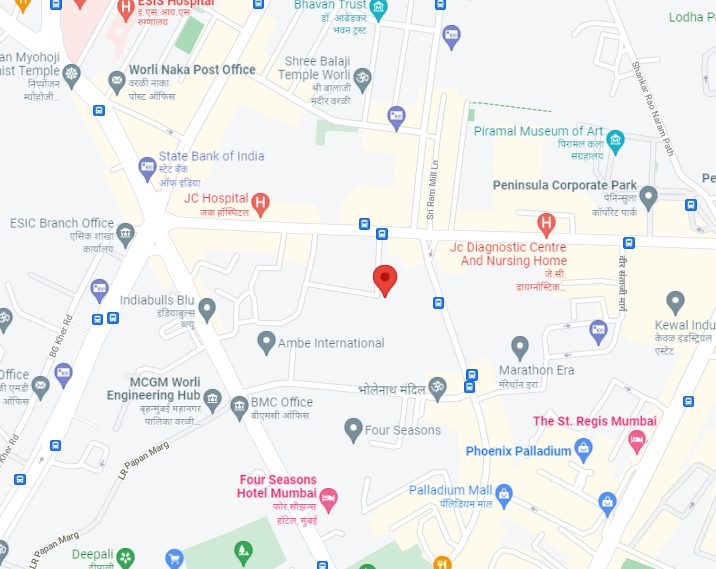 ESIS Hospital
इ.एस.आय.एस
रुग्णालय
Bhavan Trust
डॉ. आंबेडकर
भवन ट्रस्ट
Lodha P
an Myohoji
ist Temple
निप्पोन्जन
म्योहोजी...
Worli Naka Post Office
वरळी नाका
पोस्ट ऑफिस
Shree Balaji
Temple Worli
श्री बालाजी
मंदीर वरळी
Shankar Rao Naram Path
Piramal Museum of Art
पिरामल कला
संग्रहालय
State Bank of India
स्टेट बँक
ऑफ इंडिया
Sri Ram Mill Ln
Peninsula Corporate Park
पेनिन्सुला
कॉर्पोरेट पार्क
Pe
JC Hospital
जक हॉस्पिटल
ESIC Branch Office
एसिक शाखा
कार्यालय
Jc Diagnostic Centre
And Nursing Home
जे.सी.
डायग्नोस्टिक...
Indiabulls Blu
इंडियाबुल्स
ब्ल्यू
BG Kher Rd
Kewal Indu
केवळ इंडस्ट्रियल
एस्टेट
Ambe International
Marathon Era
मॅरेथॉन इरा
Office
ळी एमडी
ऑफिस
MCGM Worli
Engineering Hub
बृहन्मुंबई महानगर
पालिका वरळी...
BMC Office
बीएमसी ऑफिस
भोलेनाथ मंदिर
Four Seasons
The St. Regis Mumbai
Kher Rd
LR Papan Marg
Phoenix Palladium
Four Seasons
Hotel Mumbai
फोर सीझन्स
हॉटेल, मुंबई
Palladium Mall
पॅलेडियम माल
LR Papan Marg
Deepali
दीपाली